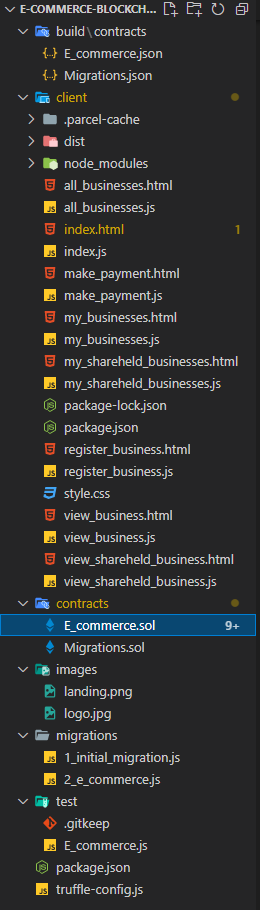 E-COMMERCE-BLOCKCH...
build\contracts
E_commerce.json
Migrations.json
client
.parcel-cache
dist
node_modules
all_businesses.html
all_businesses.js
index.html 1
index.js
make_payment.html
make_payment.js
my_businesses.html
my_businesses.js
my_shareheld_businesses.html
my_shareheld_businesses.js
package-lock.json
package.json
register_business.html
register_business.js
style.css
view_business.html
view_business.js
view_shareheld_business.html
view_shareheld_business.js
contracts
E_commerce.sol 9+
Migrations.sol
images
landing.png
logo.jpg
migrations
1_initial_migration.js
2_e_commerce.js
test
.gitkeep
E_commerce.js
package.json
truffle-config.js